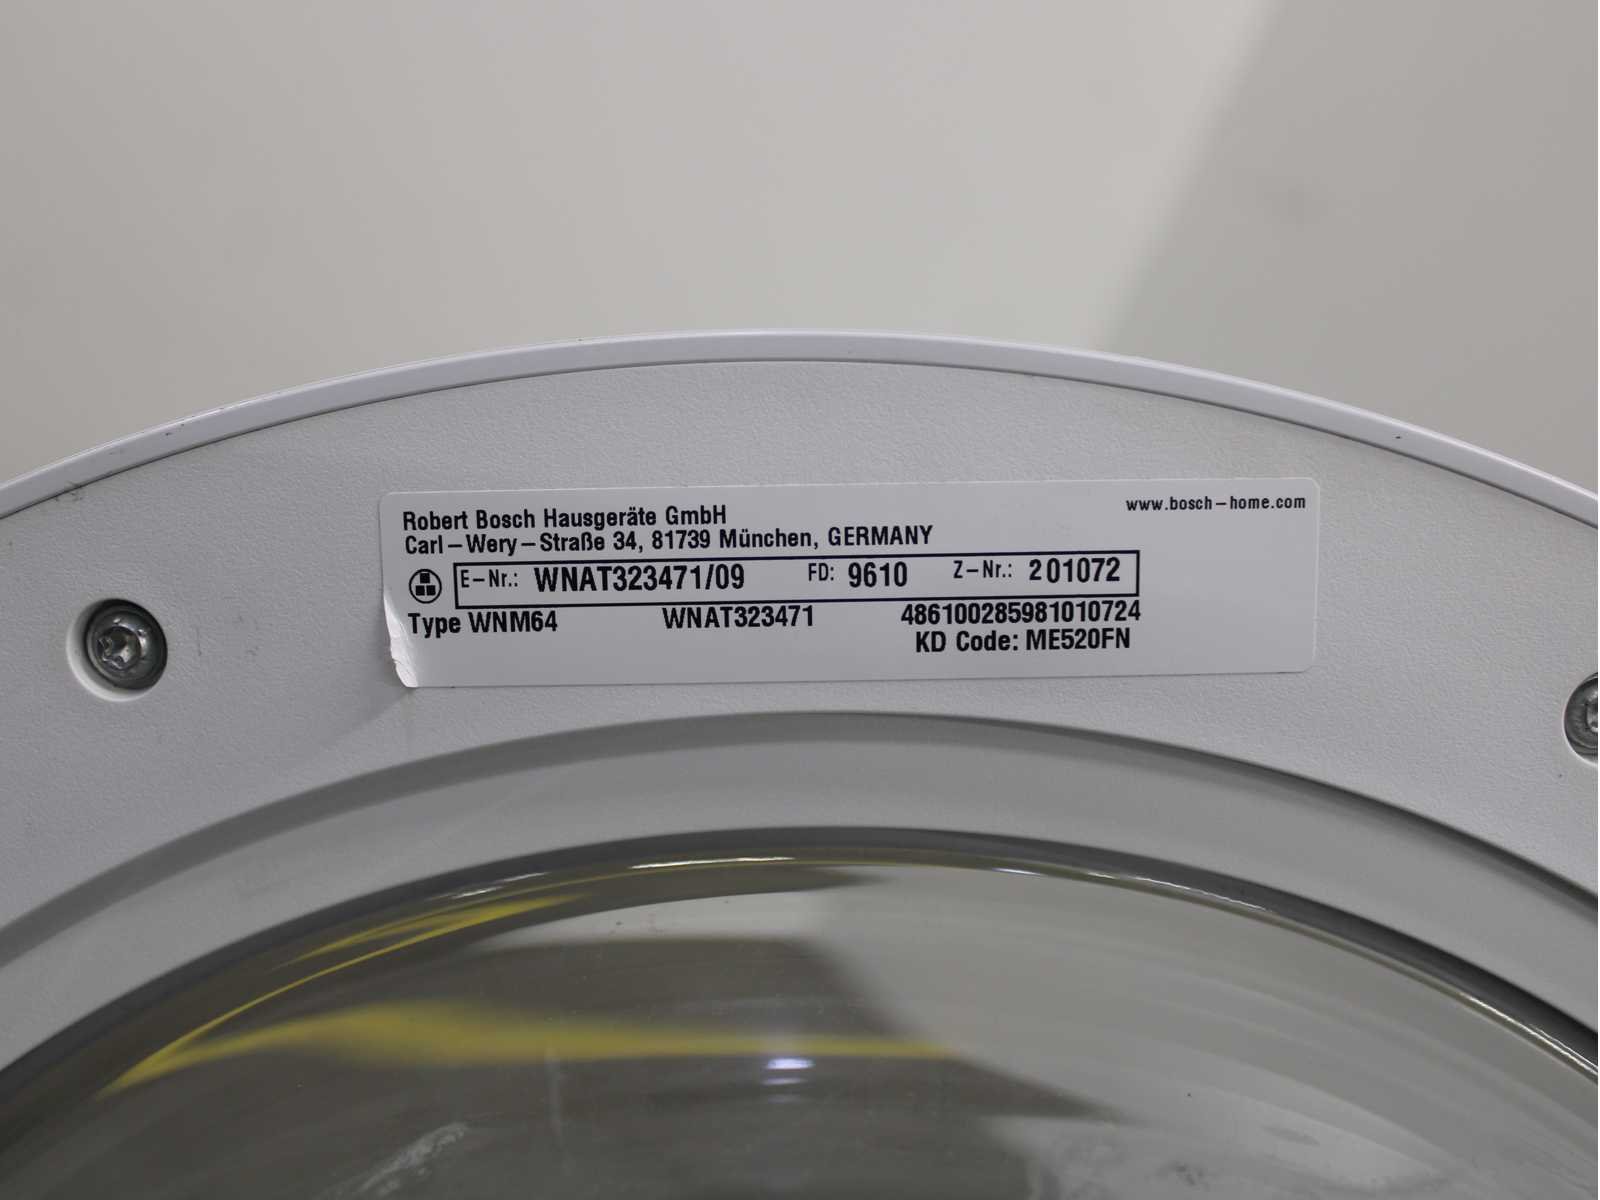 www.bosch-home.com
Robert Bosch Hausgeräte GmbH
Carl-Wery-Straße 34, 81739 München, GERMANY
E-Nr.: WNAT323471/09 FD: 9610 Z-Nr.: 201072
Type WNM64 WNAT323471 486100285981010724
KD Code: ME520FN